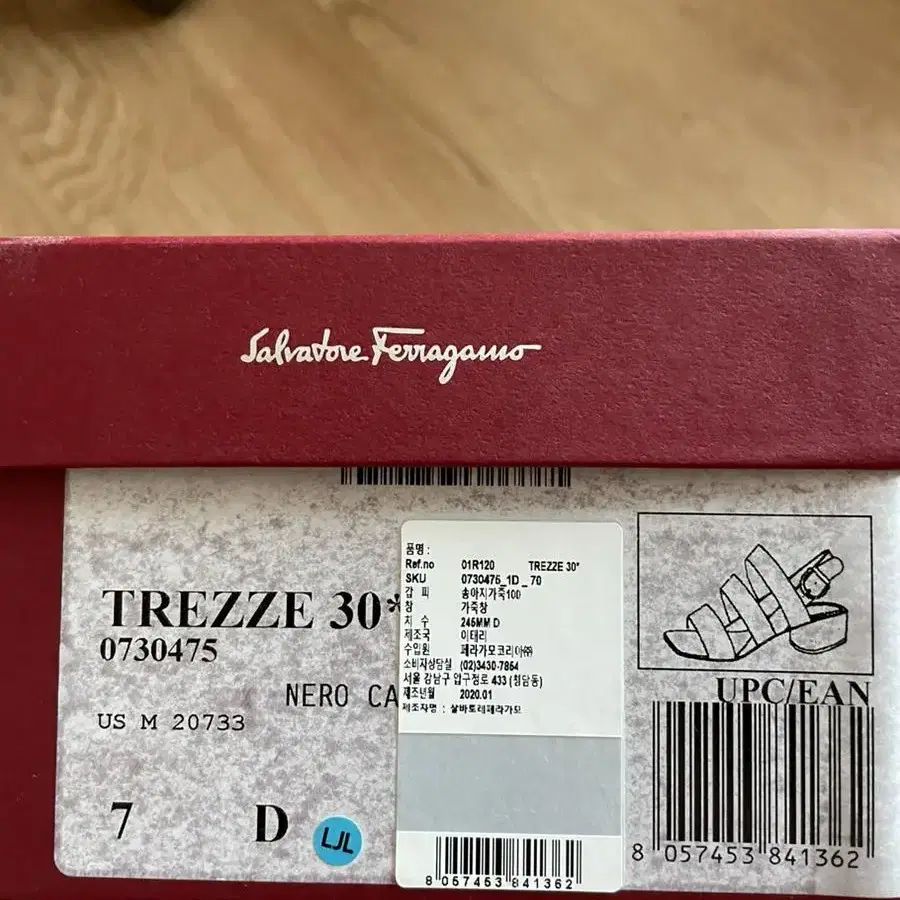 Salvatore Ferragamo
TREZZE 30*
0730475
NERO CA
US M 20733
7 D
LJL
품명 :
Ref.no 01R120 TREZZE 30*
SKU 0730475_1D_70
갑 피 송아지가죽100
창 가죽창
치 수 245MM D
제조국 이태리
수입원 페라가모코리아㈜
소비자상담실 (02)3430-7854
서울 강남구 압구정로 433 (청담동)
제조년월 2020.01
제조자명 : 살바토레페라가모
8 057453 841362
UPC/EAN
8 057453 841362